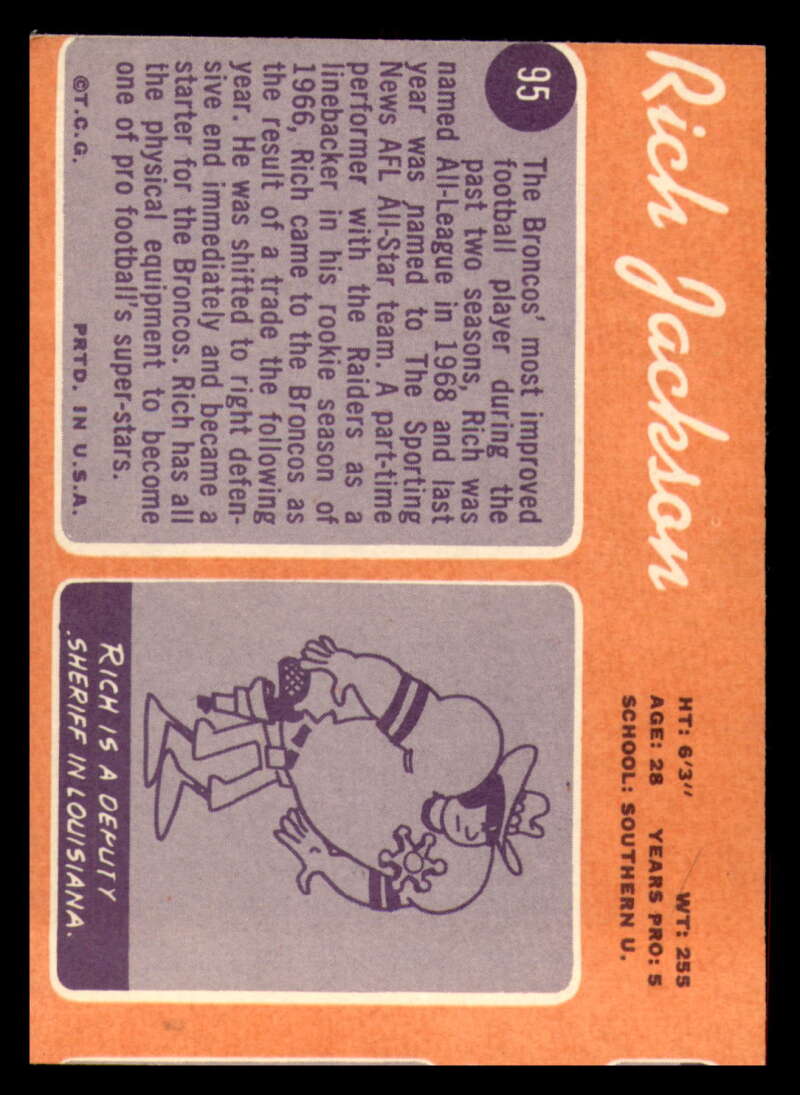 Rich Jackson
HT: 6'3" WT: 255
AGE: 28 YEARS PRO: 5
SCHOOL: SOUTHERN U.
95
The Broncos' most improved
football player during the
past two seasons, Rich was
named All-League in 1968 and last
year was named to The Sporting
News AFL All-Star team. A part-time
performer with the Raiders as a
linebacker in his rookie season of
1966, Rich came to the Broncos as
the result of a trade the following
year. He was shifted to right defen-
sive end immediately and became a
starter for the Broncos. Rich has all
the physical equipment to become
one of pro football's super-stars.
©T.C.G. PRTD. IN U.S.A.
RICH IS A DEPUTY
SHERIFF IN LOUISIANA.